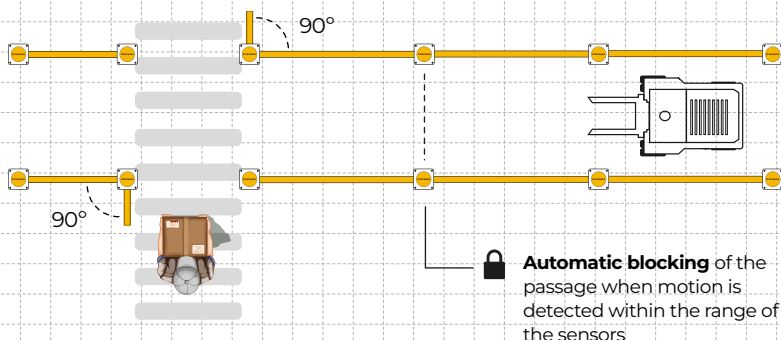 90°
90°
Automatic blocking of the
passage when motion is
detected within the range of
the sensors